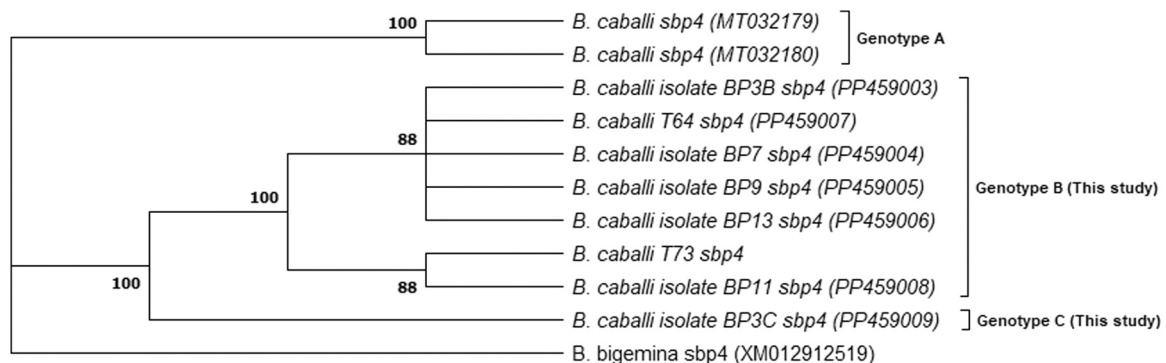 100
B. caballi sbp4 (MT032179)
B. caballi sbp4 (MT032180)
Genotype A
B. caballi isolate BP3B sbp4 (PP459003)
B. caballi T64 sbp4 (PP459007)
88
B. caballi isolate BP7 sbp4 (PP459004)
B. caballi isolate BP9 sbp4 (PP459005)
Genotype B (This study)
100
B. caballi isolate BP13 sbp4 (PP459006)
B. caballi T73 sbp4
100
88
B. caballi isolate BP11 sbp4 (PP459008)
B. caballi isolate BP3C sbp4 (PP459009)
Genotype C (This study)
B. bigemina sbp4 (XM012912519)